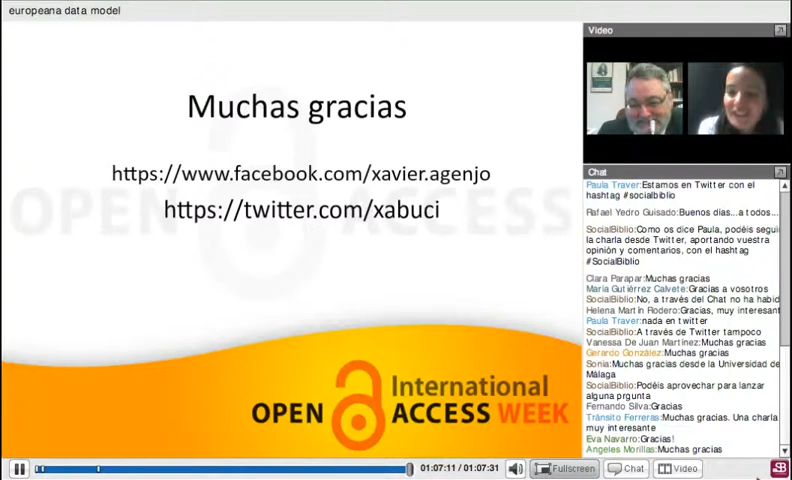 europeana data model
Muchas gracias
https://www.facebook.com/xavier.agenjo
https://twitter.com/xabuci
OPEN ACCESS
International
OPEN ACCESS WEEK
Video
Chat
Paula Traver:Estamos en Twitter con el
hashtag #socialbiblio
Rafael Yedro Guisado:Buenos días...a todos...
SocialBiblio:Como os dice Paula, podéis segui
la charla desde Twitter, aportando vuestra
opinión y comentarios, con el hashtag
#SocialBiblio
Clara Parapar:Muchas gracias
María Gutiérrez Calvete:Gracias a vosotros
SocialBiblio:No, a través del Chat no ha habid
Helena Martín Rodero:Gracias, muy interesant
Paula Traver:nada en twitter
SocialBiblio:A través de Twitter tampoco
Vanessa De Juan Martínez:Muchas gracias
Gerardo González:Muchas gracias
Sonia:Muchas gracias desde la Universidad de
Málaga
SocialBiblio:Podéis aprovechar para lanzar
alguna prgunta
Fernando Silva:Gracias
Tránsito Ferreras:Muchas gracias. Una charla
muy interesante
Eva Navarro:Gracias!
Angeles Morillas:Muchas gracias
01:07:11 / 01:07:31
Fullscreen
Chat
Video
SB